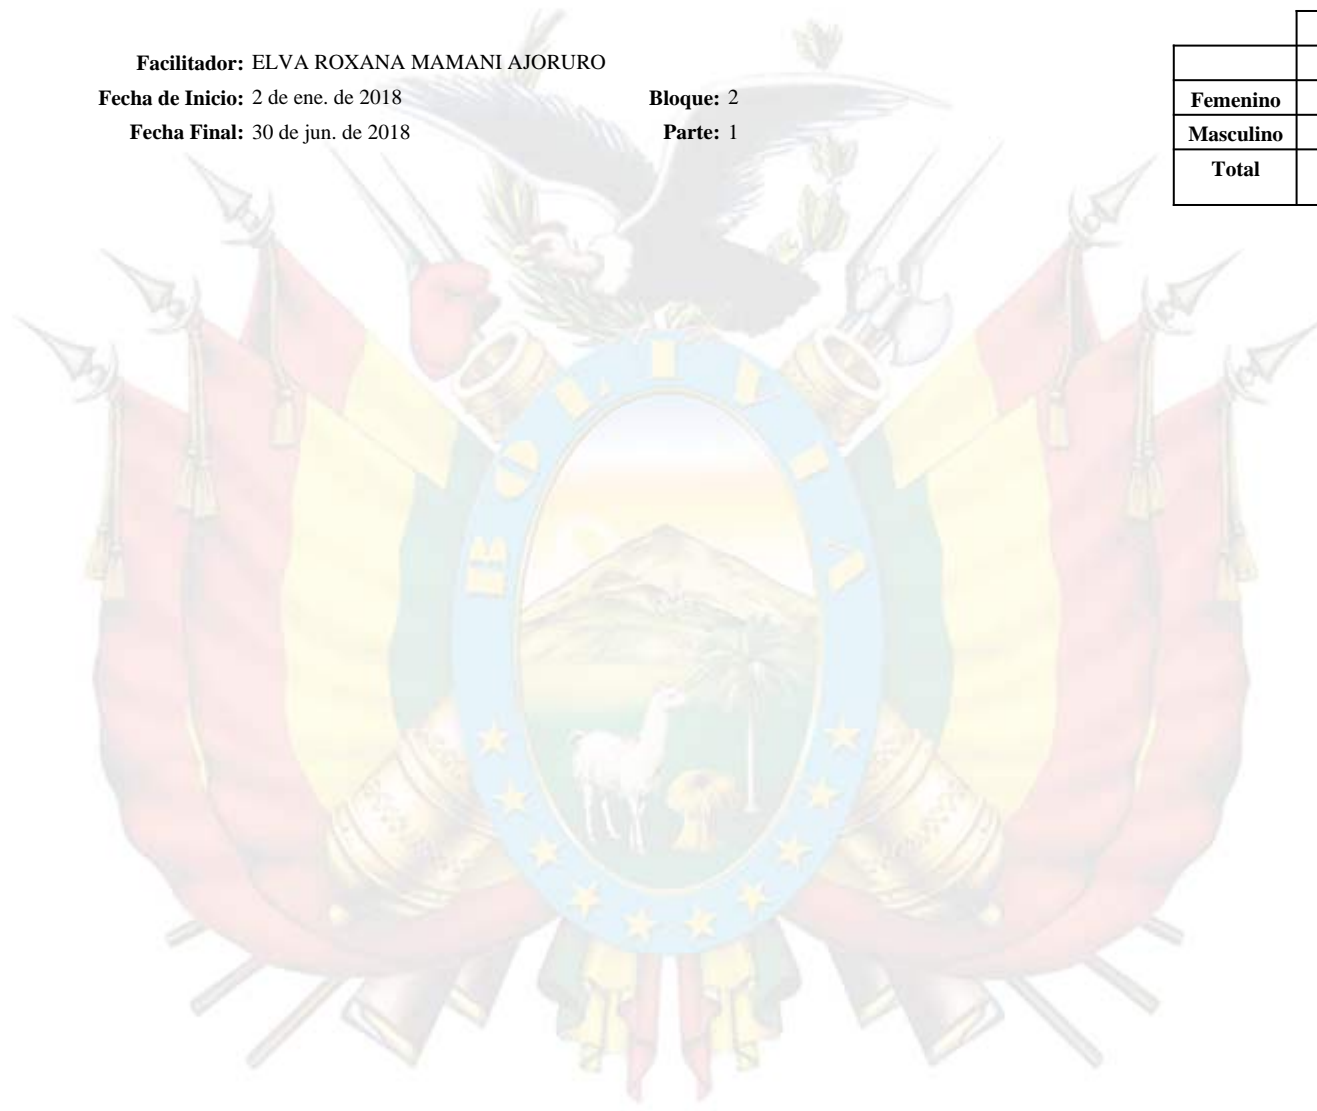 Facilitador: ELVA ROXANA MAMANI AJORURO
Fecha de Inicio: 2 de ene. de 2018 Bloque: 2
Fecha Final: 30 de jun. de 2018 Parte: 1
Femenino
Masculino
Total
BOLIVIA